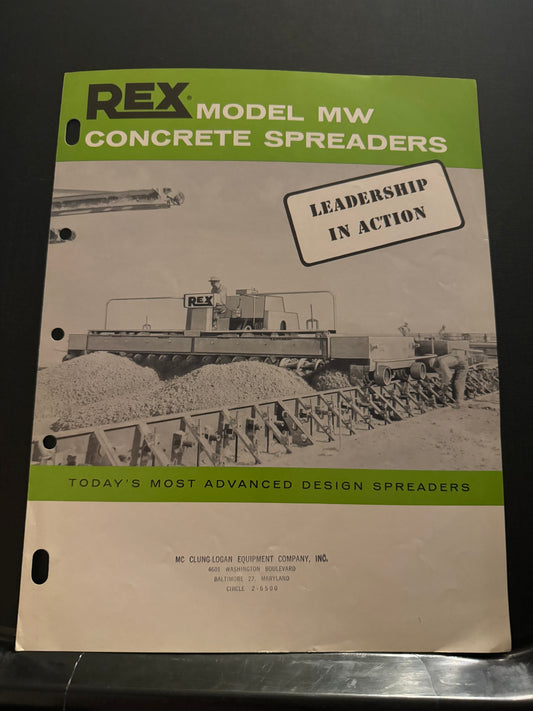 REX® MODEL MW
CONCRETE SPREADERS
LEADERSHIP
IN ACTION
REX
TODAY'S MOST ADVANCED DESIGN SPREADERS
MC CLUNG-LOGAN EQUIPMENT COMPANY, INC.
4601 WASHINGTON BOULEVARD
BALTIMORE 27, MARYLAND
CIRCLE 2-6500